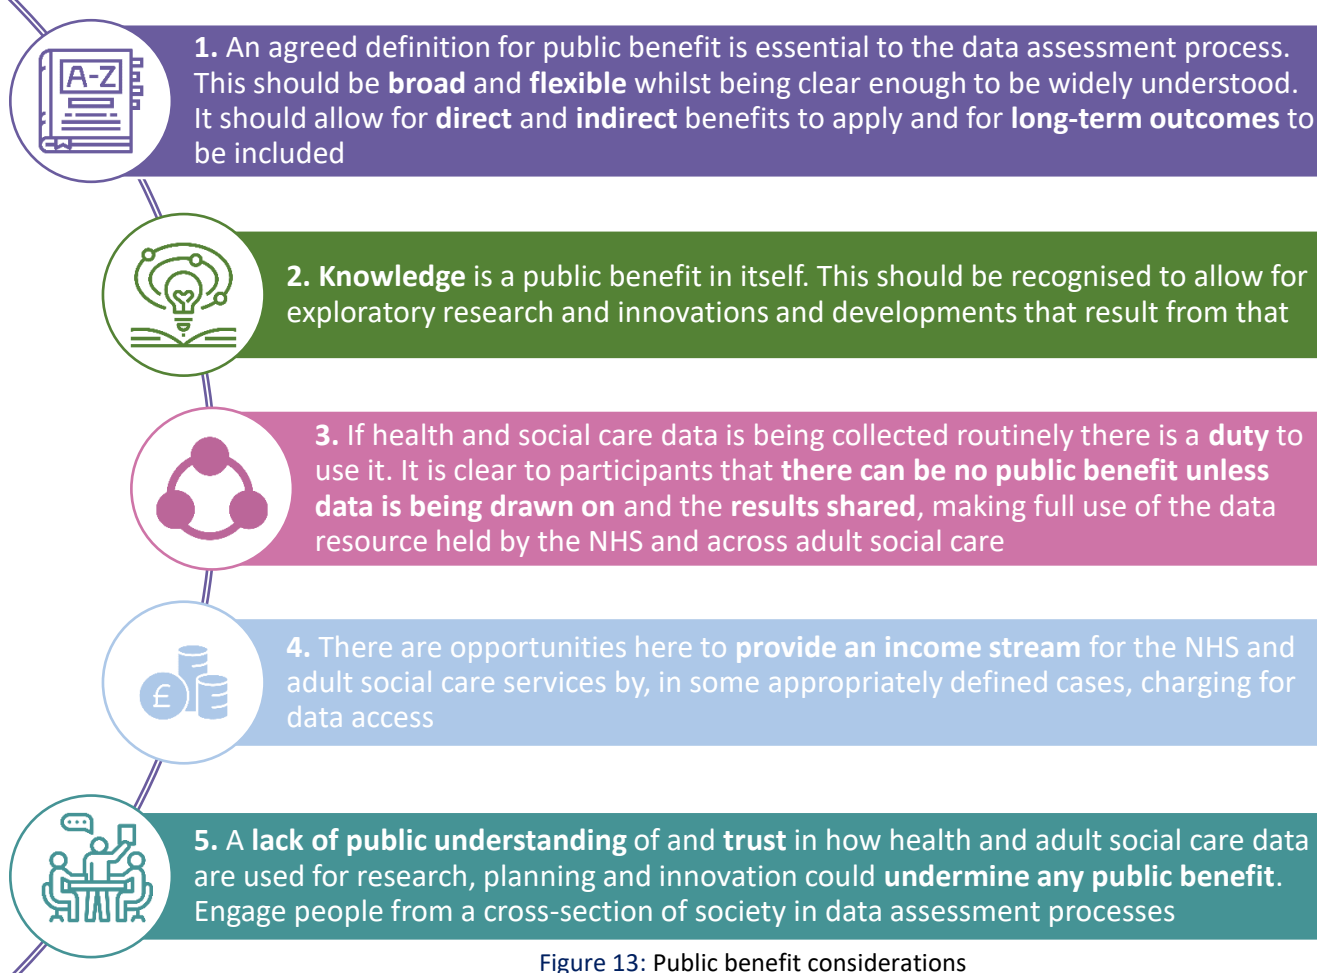 A-Z
1. An agreed definition for public benefit is essential to the data assessment process.
This should be broad and flexible whilst being clear enough to be widely understood.
It should allow for direct and indirect benefits to apply and for long-term outcomes to
be included
2. Knowledge is a public benefit in itself. This should be recognised to allow for
exploratory research and innovations and developments that result from that
3. If health and social care data is being collected routinely there is a duty to
use it. It is clear to participants that there can be no public benefit unless
data is being drawn on and the results shared, making full use of the data
resource held by the NHS and across adult social care
£
4. There are opportunities here to provide an income stream for the NHS and
adult social care services by, in some appropriately defined cases, charging for
data access
5. A lack of public understanding of and trust in how health and adult social care data
are used for research, planning and innovation could undermine any public benefit.
Engage people from a cross-section of society in data assessment processes
Figure 13: Public benefit considerations